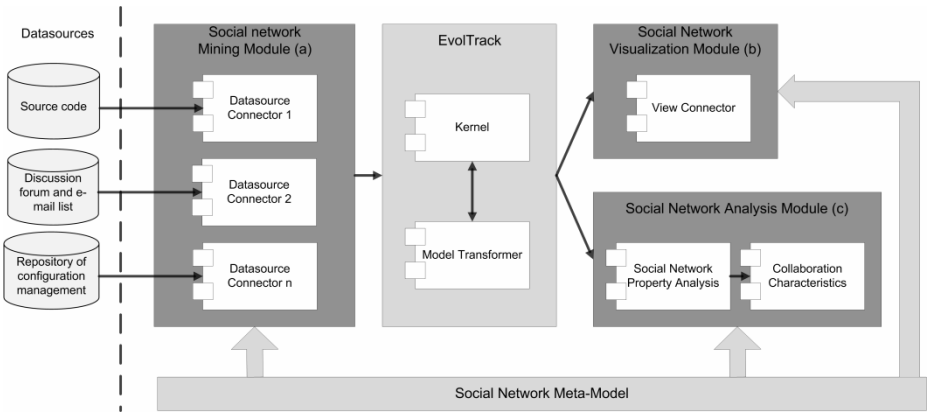 Datasources
Source code
Discussion
forum and e-
mail list
Repository of
configuration
management
Social network
Mining Module (a)
Datasource
Connector 1
Datasource
Connector 2
Datasource
Connector n
EvolTrack
Kernel
Model Transformer
Social Network
Visualization Module (b)
View Connector
Social Network Analysis Module (c)
Social Network
Property Analysis
Collaboration
Characteristics
Social Network Meta-Model